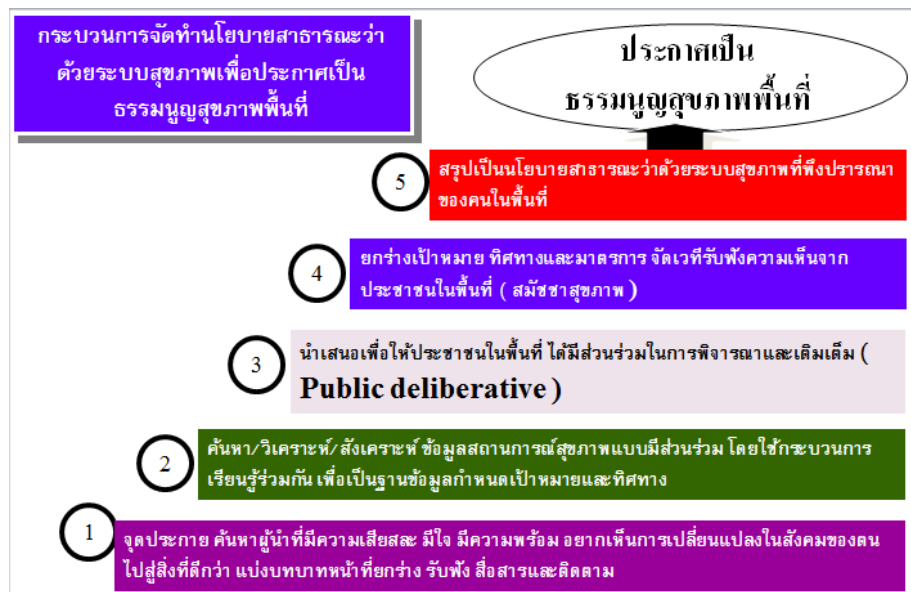 กระบวนการจัดทำนโยบายสาธารณะว่า
ด้วยระบบสุขภาพเพื่อประกาศเป็น
ธรรมนูญสุขภาพพื้นที่
ประกาศเป็น
ธรรมนูญสุขภาพพื้นที่
5
สรุปเป็นนโยบายสาธารณะว่าด้วยระบบสุขภาพที่พึงปรารถนา
ของคนในพื้นที่
4
ยกร่างเป้าหมาย ทิศทางและมาตรการ จัดเวทีรับฟังความเห็นจาก
ประชาชนในพื้นที่ ( สมัชชาสุขภาพ )
3
นำเสนอเพื่อให้ประชาชนในพื้นที่ ได้มีส่วนร่วมในการพิจารณาและเติมเต็ม (
Public deliberative )
2
ค้นหา/วิเคราะห์/สังเคราะห์ ข้อมูลสถานการณ์สุขภาพแบบมีส่วนร่วม โดยใช้กระบวนการ
เรียนรู้ร่วมกัน เพื่อเป็นฐานข้อมูลกำหนดเป้าหมายและทิศทาง
1
จุดประกาย ค้นหาผู้นำที่มีความเสียสละ มีใจ มีความพร้อม อยากเห็นการเปลี่ยนแปลงในสังคมของตน
ไปสู่สิ่งที่ดีกว่า แบ่งบทบาทหน้าที่ยกร่าง รับฟัง สื่อสารและติดตาม